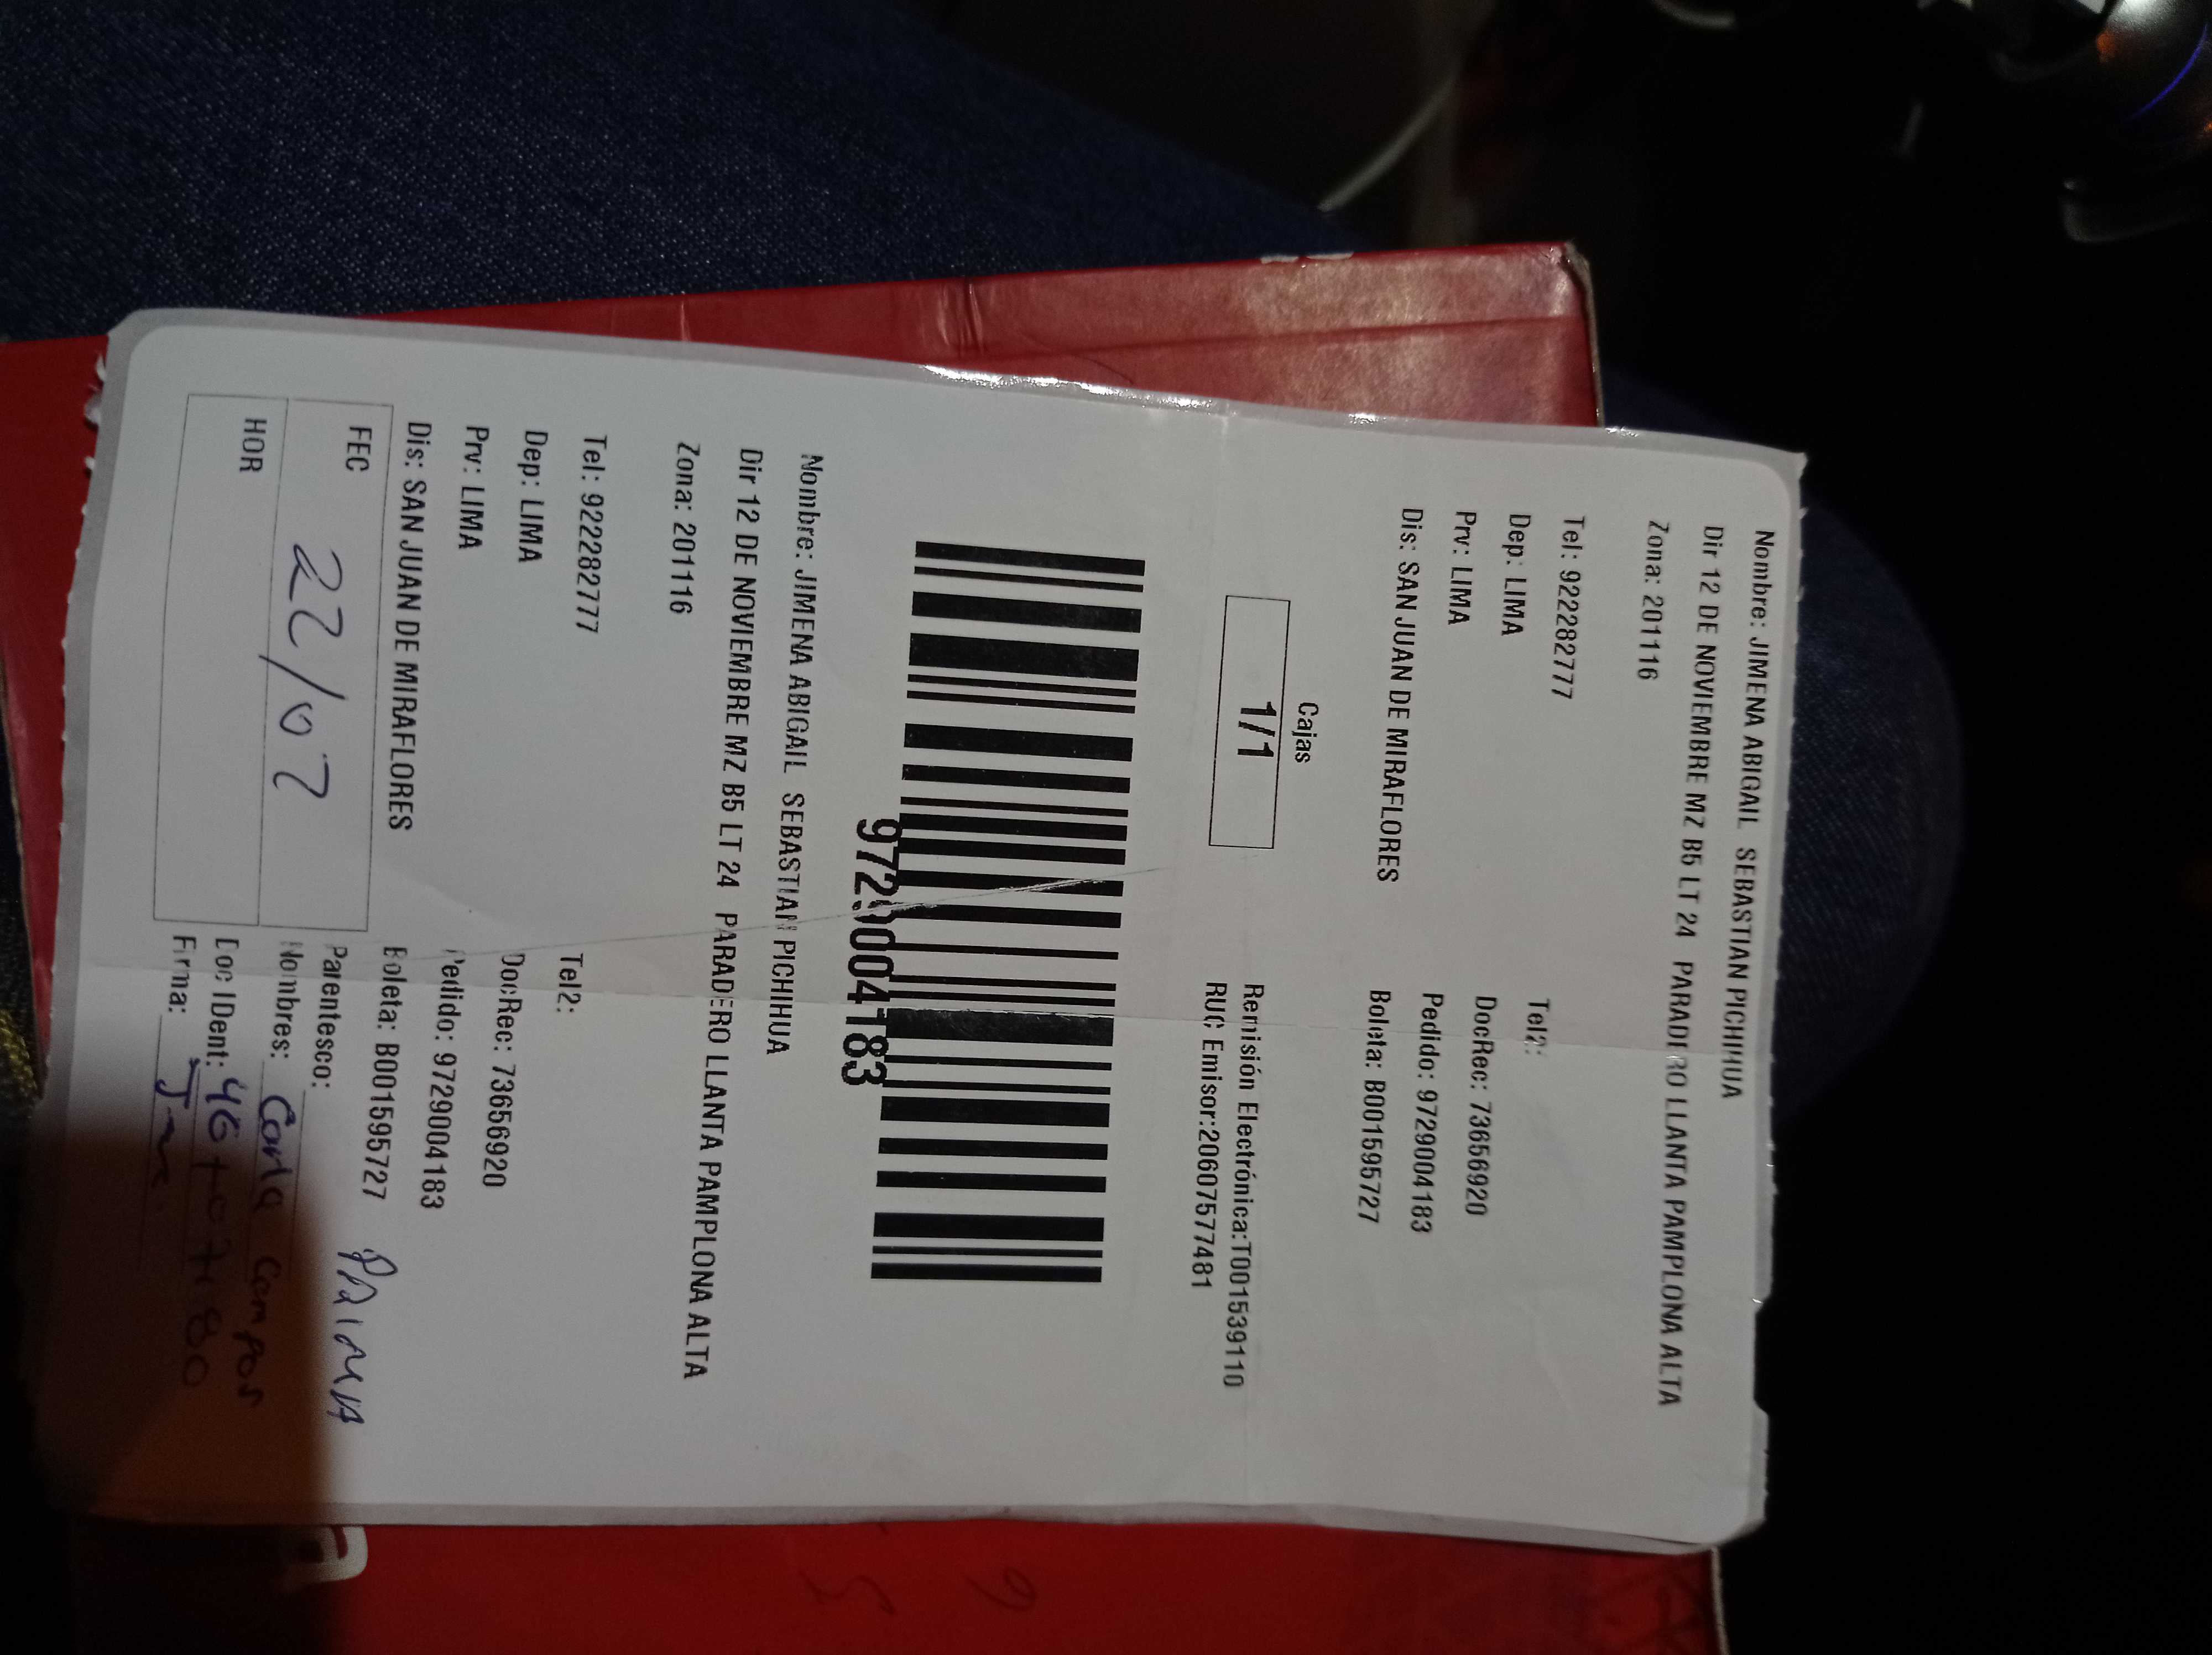 Nombre: JIMENA ABIGAIL SEBASTIAN PICHIHUA
Dir 12 DE NOVIEMBRE MZ B5 LT 24 PARADERO LLANTA PAMPLONA ALTA
Zona: 201116
Tel: 922282777 Tel2:
Dep: LIMA DocRec: 73656920
Prv: LIMA Pedido: 9729004183
Dis: SAN JUAN DE MIRAFLORES Boleta: B001595727
Cajas
1/1
Remisión Electrónica:T001539110
RUC Emisor:20607577481
9729004183
Nombre: JIMENA ABIGAIL SEBASTIAN PICHIHUA
Dir 12 DE NOVIEMBRE MZ B5 LT 24 PARADERO LLANTA PAMPLONA ALTA
Zona: 201116
Tel: 922282777 Tel2:
Dep: LIMA DocRec: 73656920
Prv: LIMA Pedido: 9729004183
Dis: SAN JUAN DE MIRAFLORES Boleta: B001595727
FEC 22/07 Parentesco: PRIMA
HOR Nombres: Carla Campos
Doc IDent:
Firma: